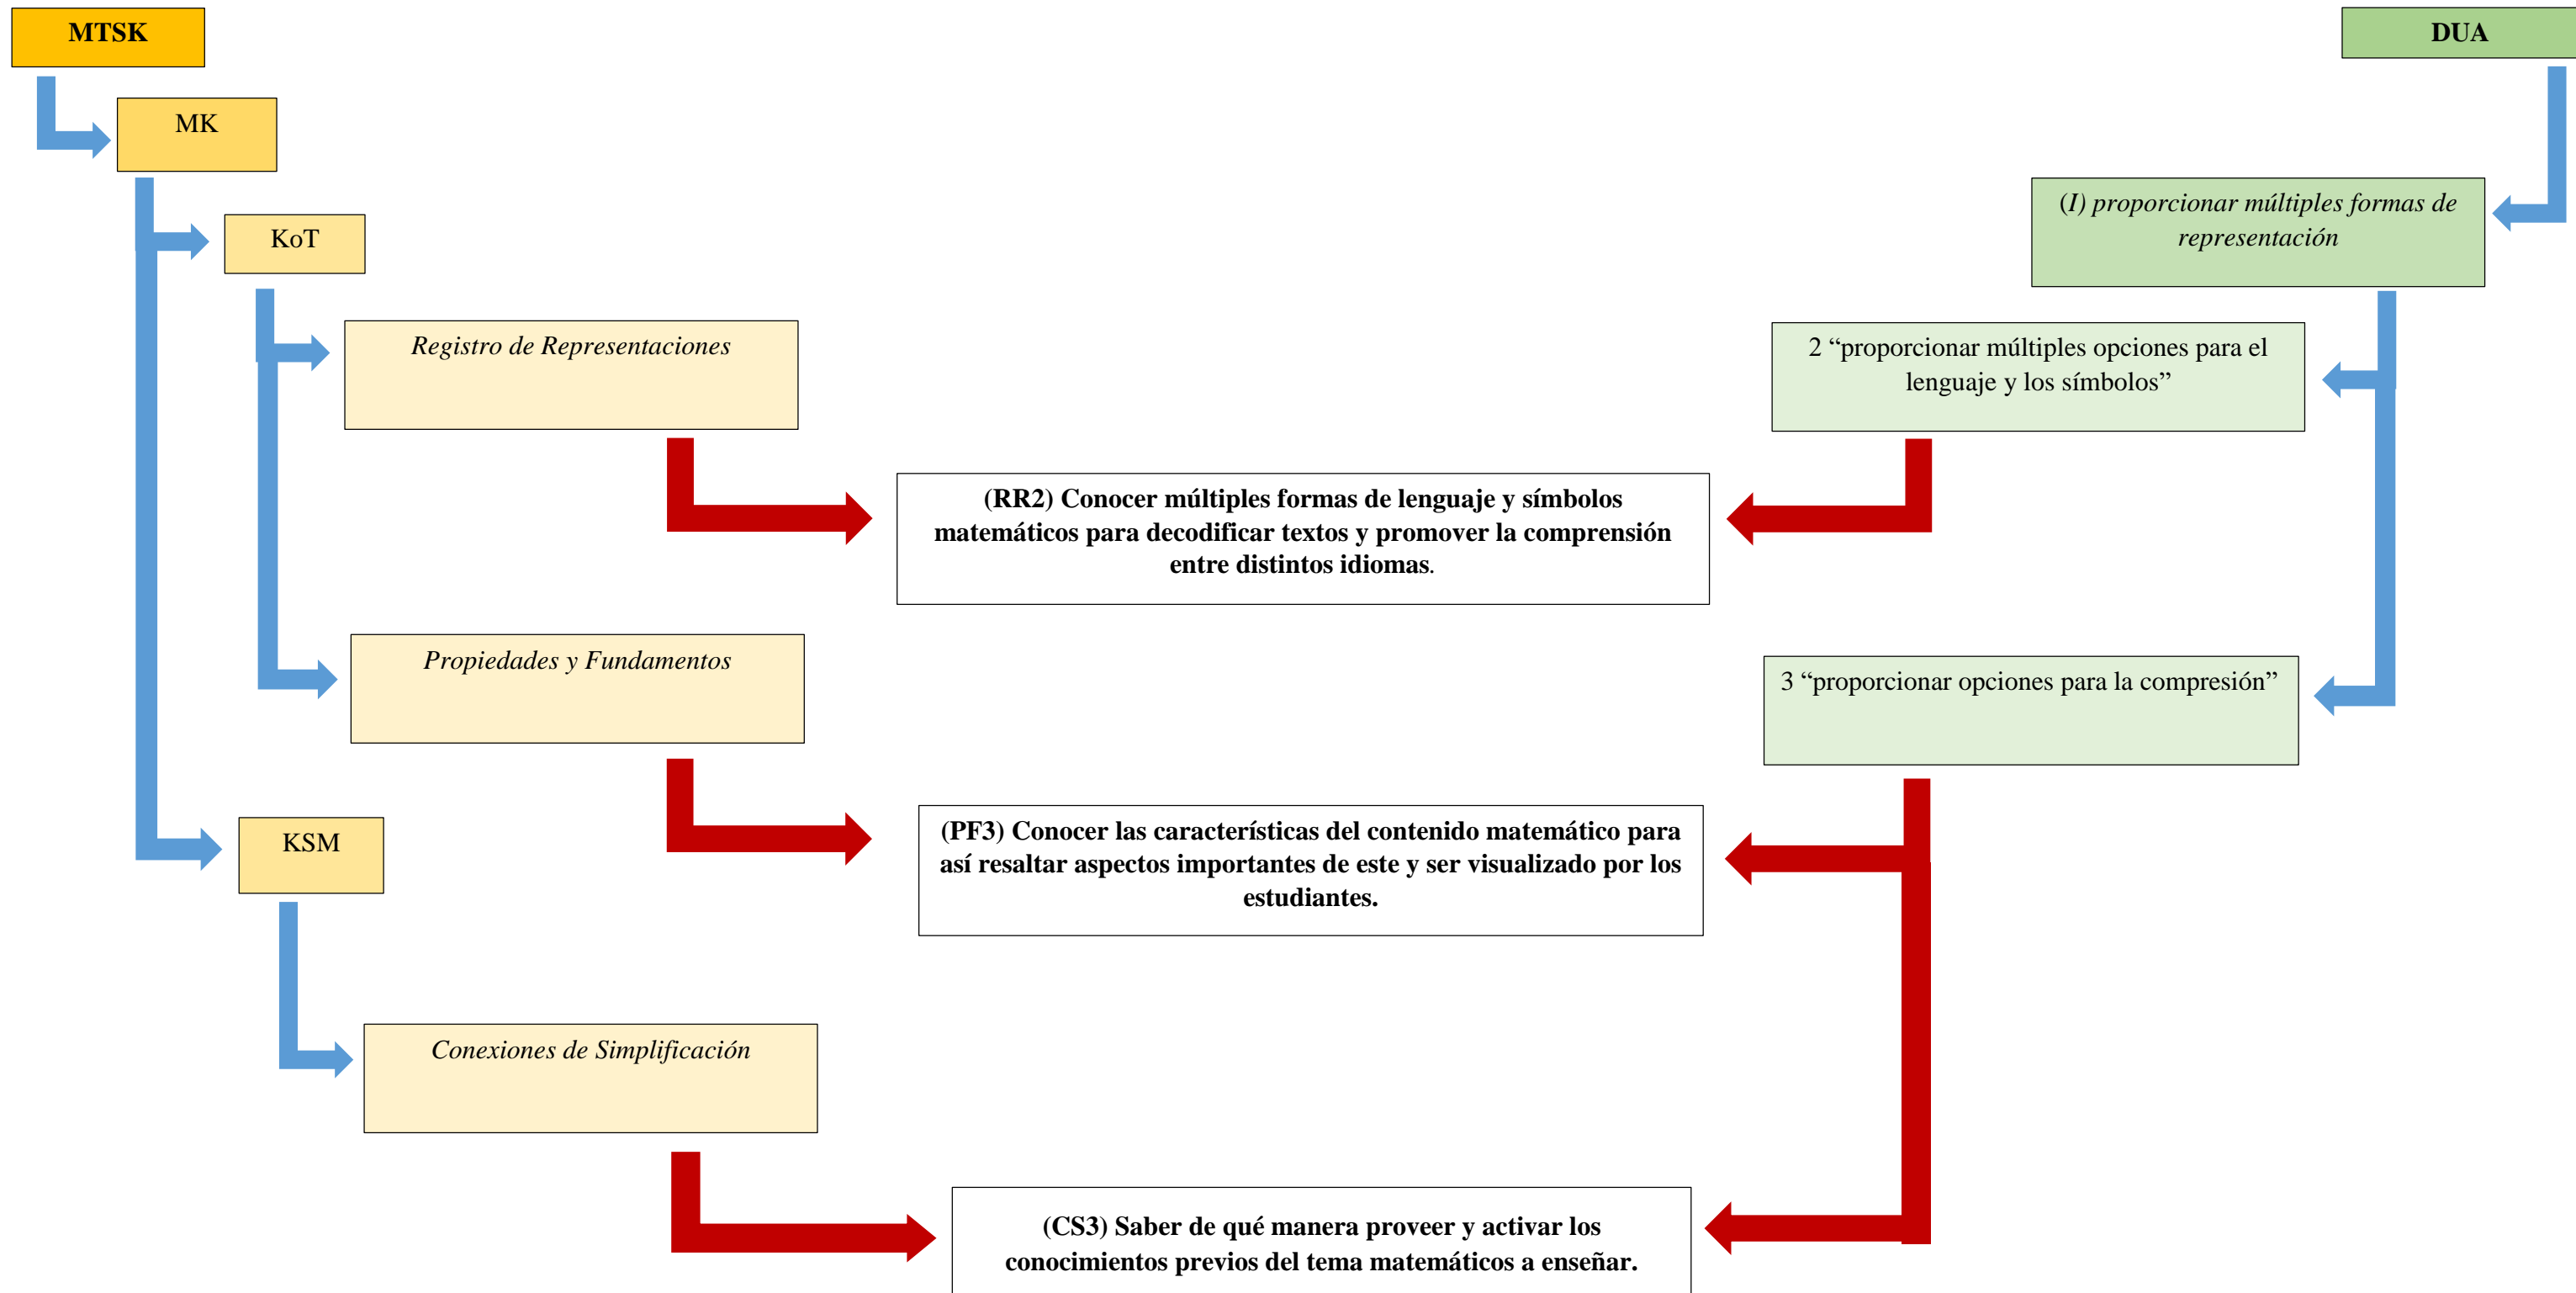 MTSK
DUA
MK
(I) proporcionar múltiples formas de
representación
KoT
Registro de Representaciones
2 “proporcionar múltiples opciones para el
lenguaje y los símbolos”
(RR2) Conocer múltiples formas de lenguaje y símbolos
matemáticos para decodificar textos y promover la comprensión
entre distintos idiomas.
Propiedades y Fundamentos
3 “proporcionar opciones para la compresión”
KSM
(PF3) Conocer las características del contenido matemático para
así resaltar aspectos importantes de este y ser visualizado por los
estudiantes.
Conexiones de Simplificación
(CS3) Saber de qué manera proveer y activar los
conocimientos previos del tema matemáticos a enseñar.